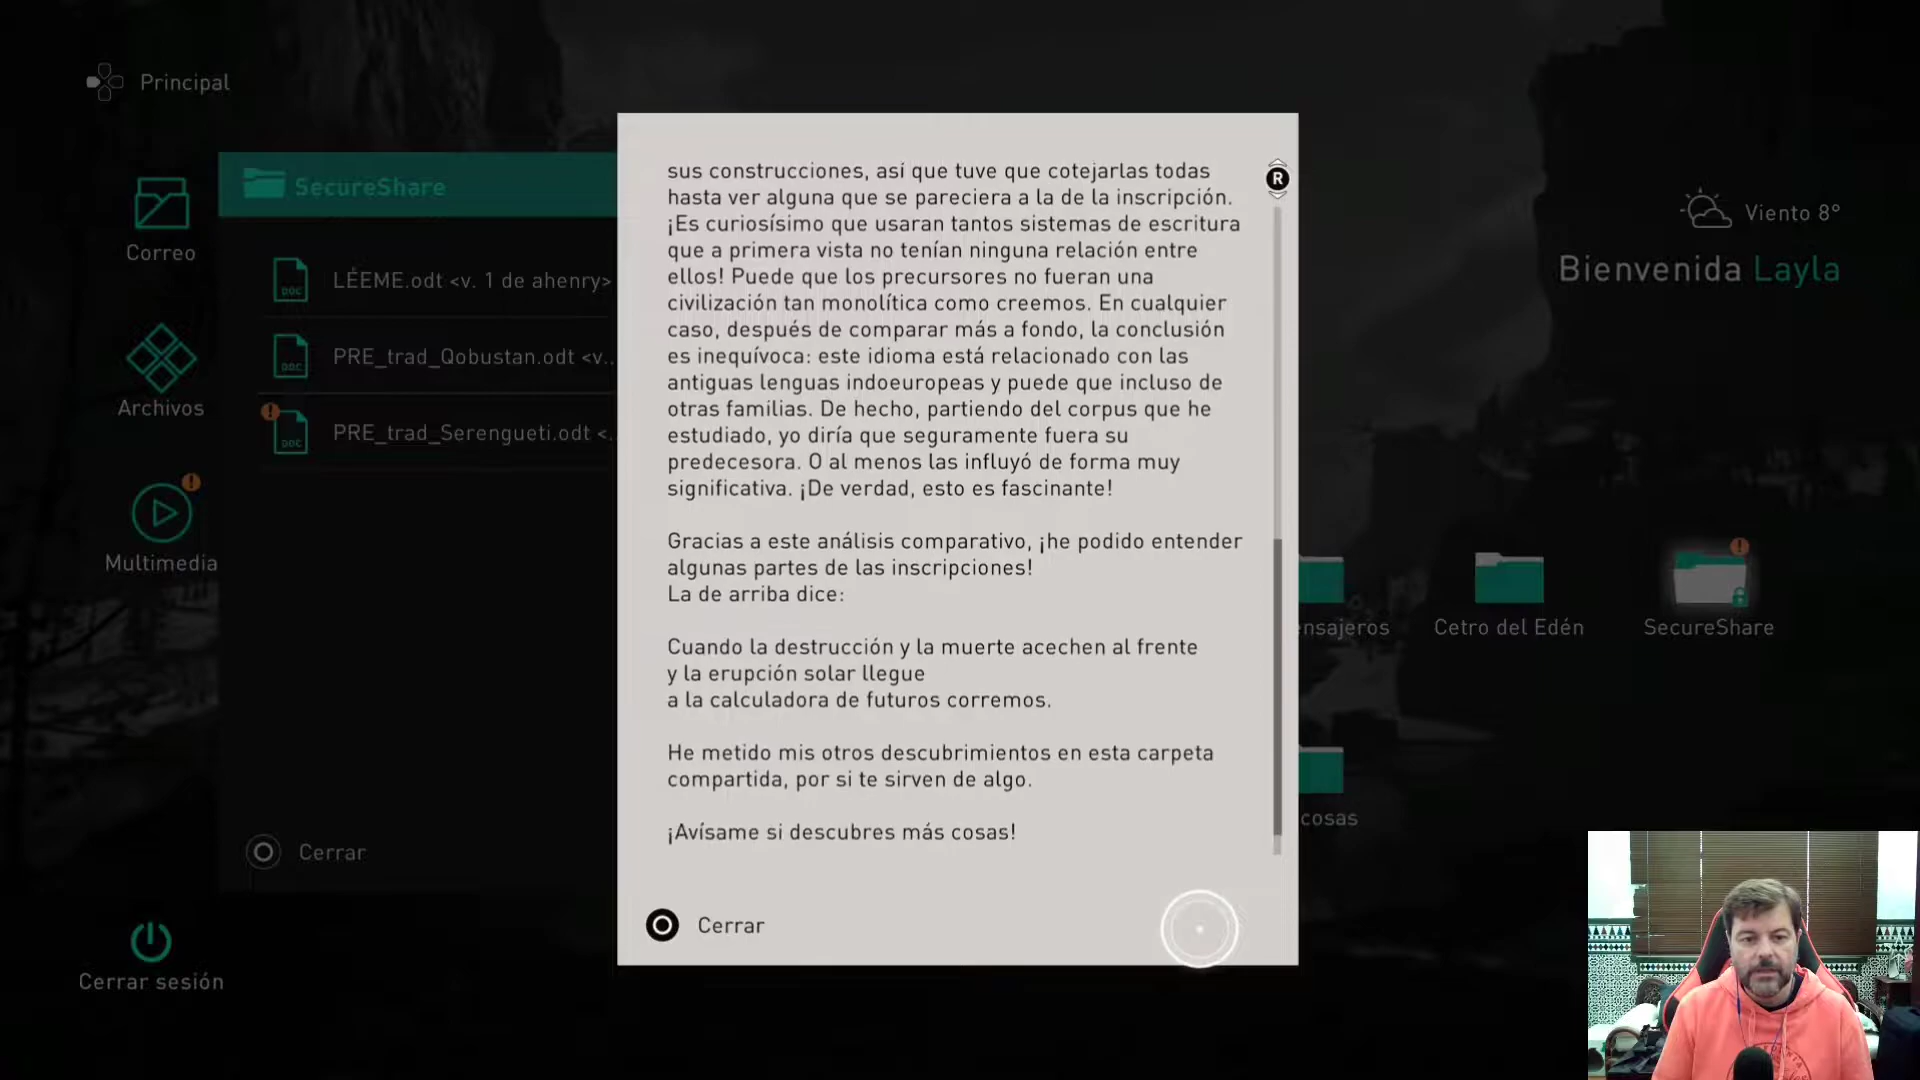 Principal
SecureShare
Correo
LÉEME.odt <v. 1 de ahenry>
DOC
PRE_trad_Qobustan.odt <v...
DOC
Archivos
PRE_trad_Serengueti.odt <.
DOC
Multimedia
Cerrar
Cerrar sesión
sus construcciones, así que tuve que cotejarlas todas
hasta ver alguna que se pareciera a la de la inscripción.
¡Es curiosísimo que usaran tantos sistemas de escritura
que a primera vista no tenían ninguna relación entre
ellos! Puede que los precursores no fueran una
civilización tan monolítica como creemos. En cualquier
caso, después de comparar más a fondo, la conclusión
es inequívoca: este idioma está relacionado con las
antiguas lenguas indoeuropeas y puede que incluso de
otras familias. De hecho, partiendo del corpus que he
estudiado, yo diría que seguramente fuera su
predecesora. O al menos las influyó de forma muy
significativa. ¡De verdad, esto es fascinante!
Gracias a este análisis comparativo, ¡he podido entender
algunas partes de las inscripciones!
La de arriba dice:
Cuando la destrucción y la muerte acechen al frente
y la erupción solar llegue
a la calculadora de futuros corremos.
He metido mis otros descubrimientos en esta carpeta
compartida, por si te sirven de algo.
¡Avísame si descubres más cosas!
Cerrar
R
Viento 8°
Bienvenida Layla
ensajeros
Cetro del Edén
SecureShare
cosas